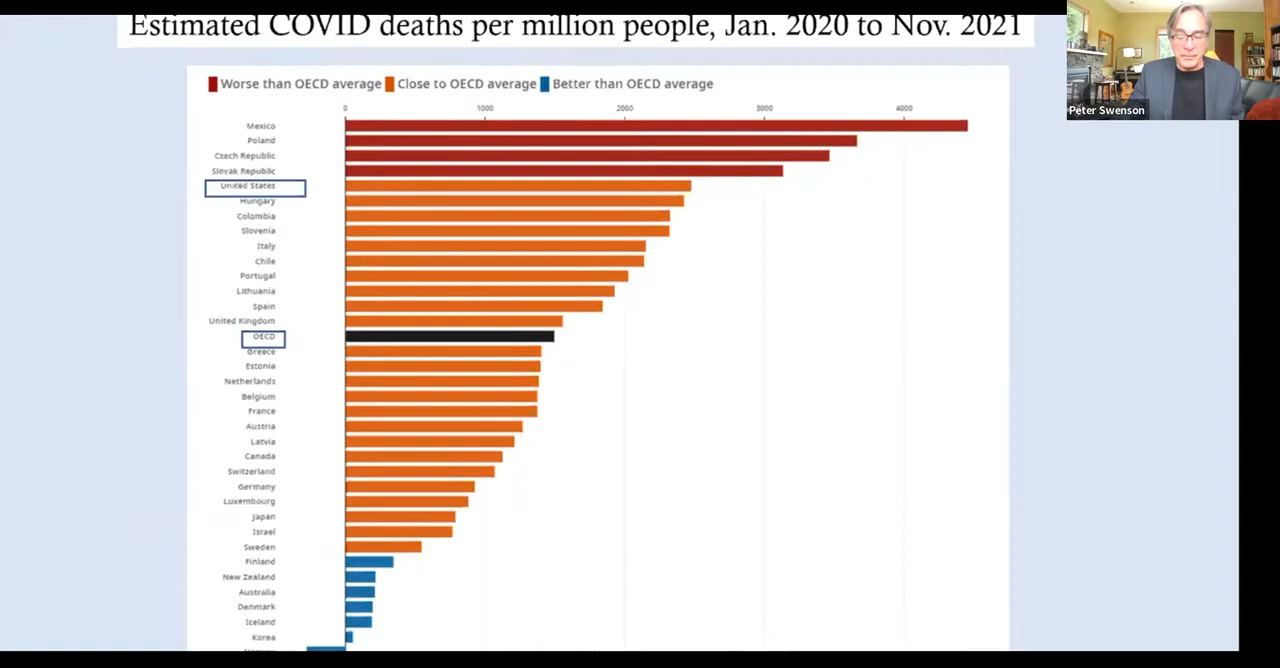 Estimated COVID deaths per million people, Jan. 2020 to Nov. 2021
Peter Swenson
Worse than OECD average Close to OECD average Better than OECD average
0 1000 2000 3000 4000
Mexico
Poland
Czech Republic
Slovak Republic
United States
Hungary
Colombia
Slovenia
Italy
Chile
Portugal
Lithuania
Spain
United Kingdom
OECD
Greece
Estonia
Netherlands
Belgium
France
Austria
Latvia
Canada
Switzerland
Germany
Luxembourg
Japan
Israel
Sweden
Finland
New Zealand
Australia
Denmark
Iceland
Korea